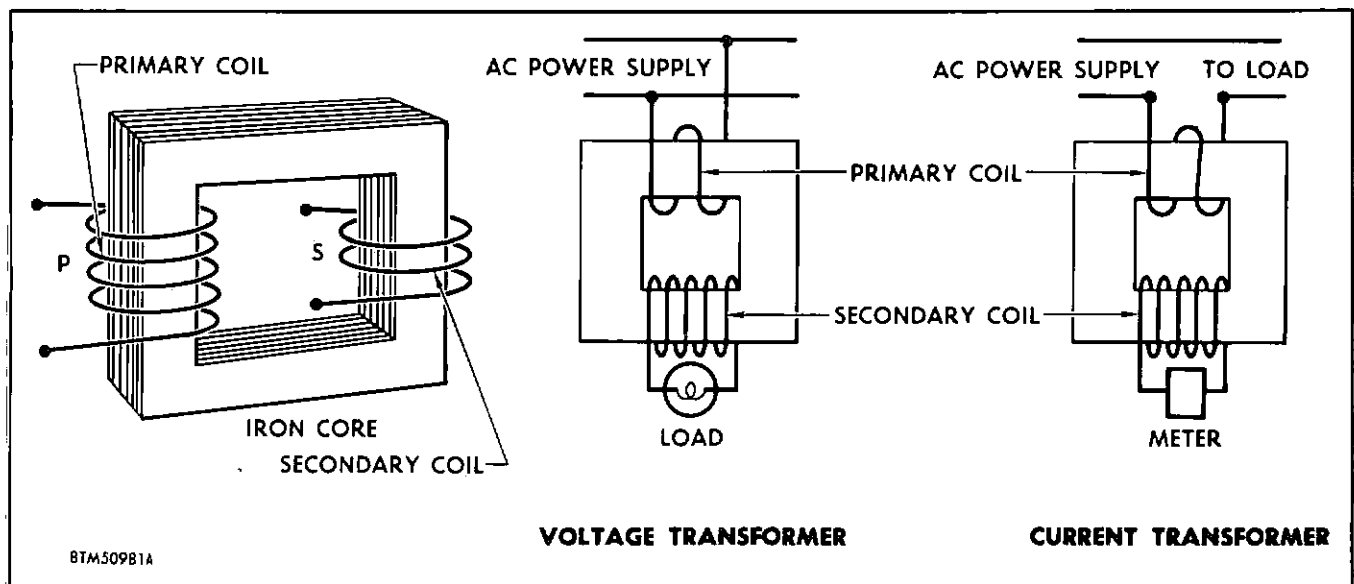 PRIMARY COIL
P
S
IRON CORE
SECONDARY COIL
AC POWER SUPPLY
AC POWER SUPPLY TO LOAD
PRIMARY COIL
SECONDARY COIL
LOAD
METER
VOLTAGE TRANSFORMER
CURRENT TRANSFORMER
BTM50981A